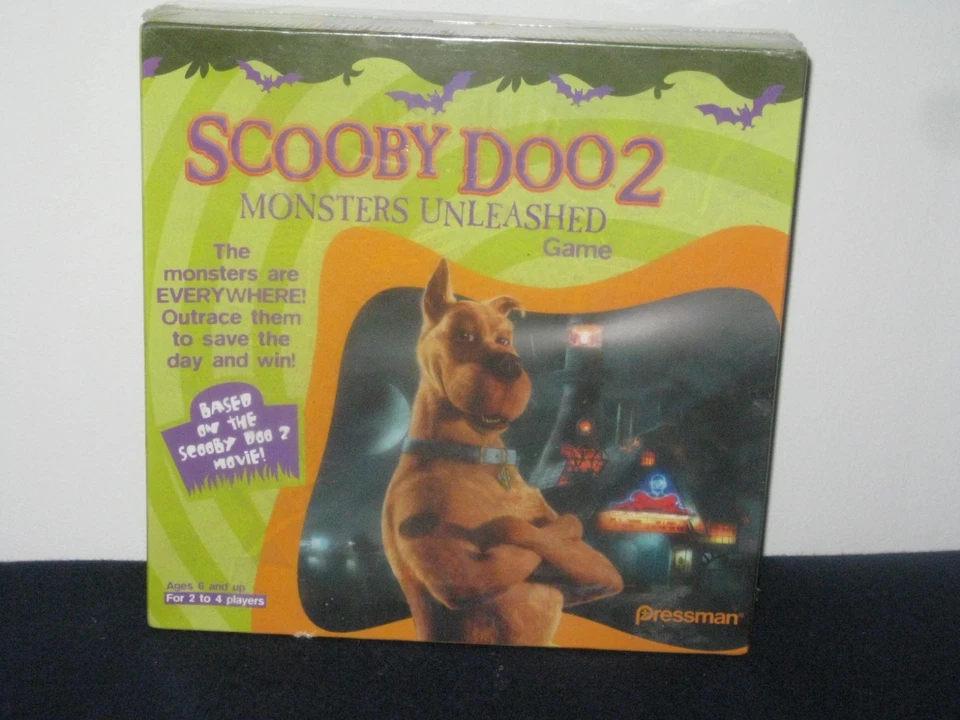 SCOOBY DOO 2
MONSTERS UNLEASHED
Game
The
monsters are
EVERYWHERE!
Outrace them
to save the
day and win!
BASED
ON THE
SCOOBY DOO 2
MOVIE!
Ages 6 and up
For 2 to 4 players
Pressman